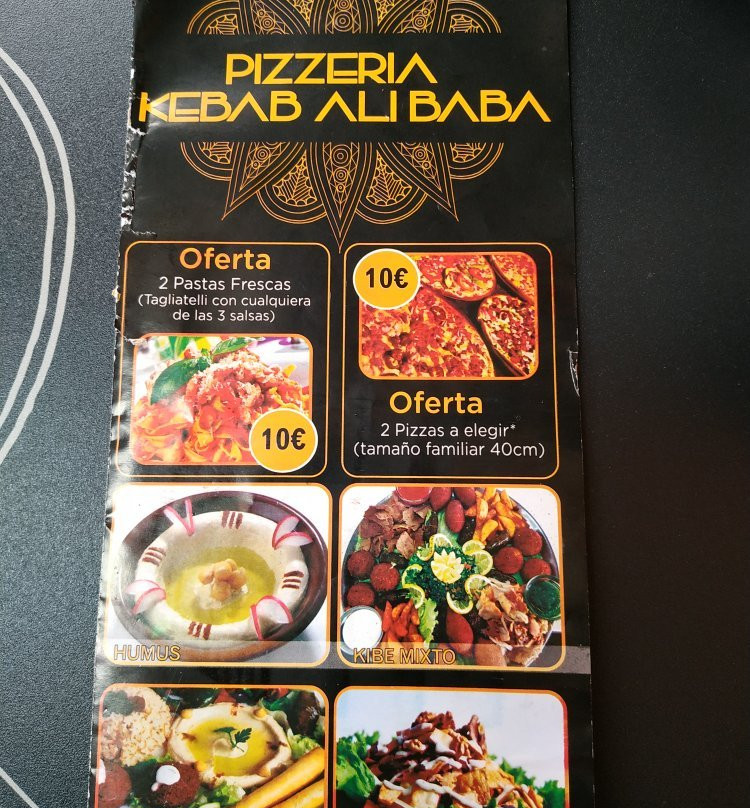 PIZZERIA
KEBAB ALI BABA
Oferta
2 Pastas Frescas
(Tagliatelli con cualquiera
de las 3 salsas)
10€
10€
Oferta
2 Pizzas a elegir*
(tamaño familiar 40cm)
HUMUS
KIBE MIXTO